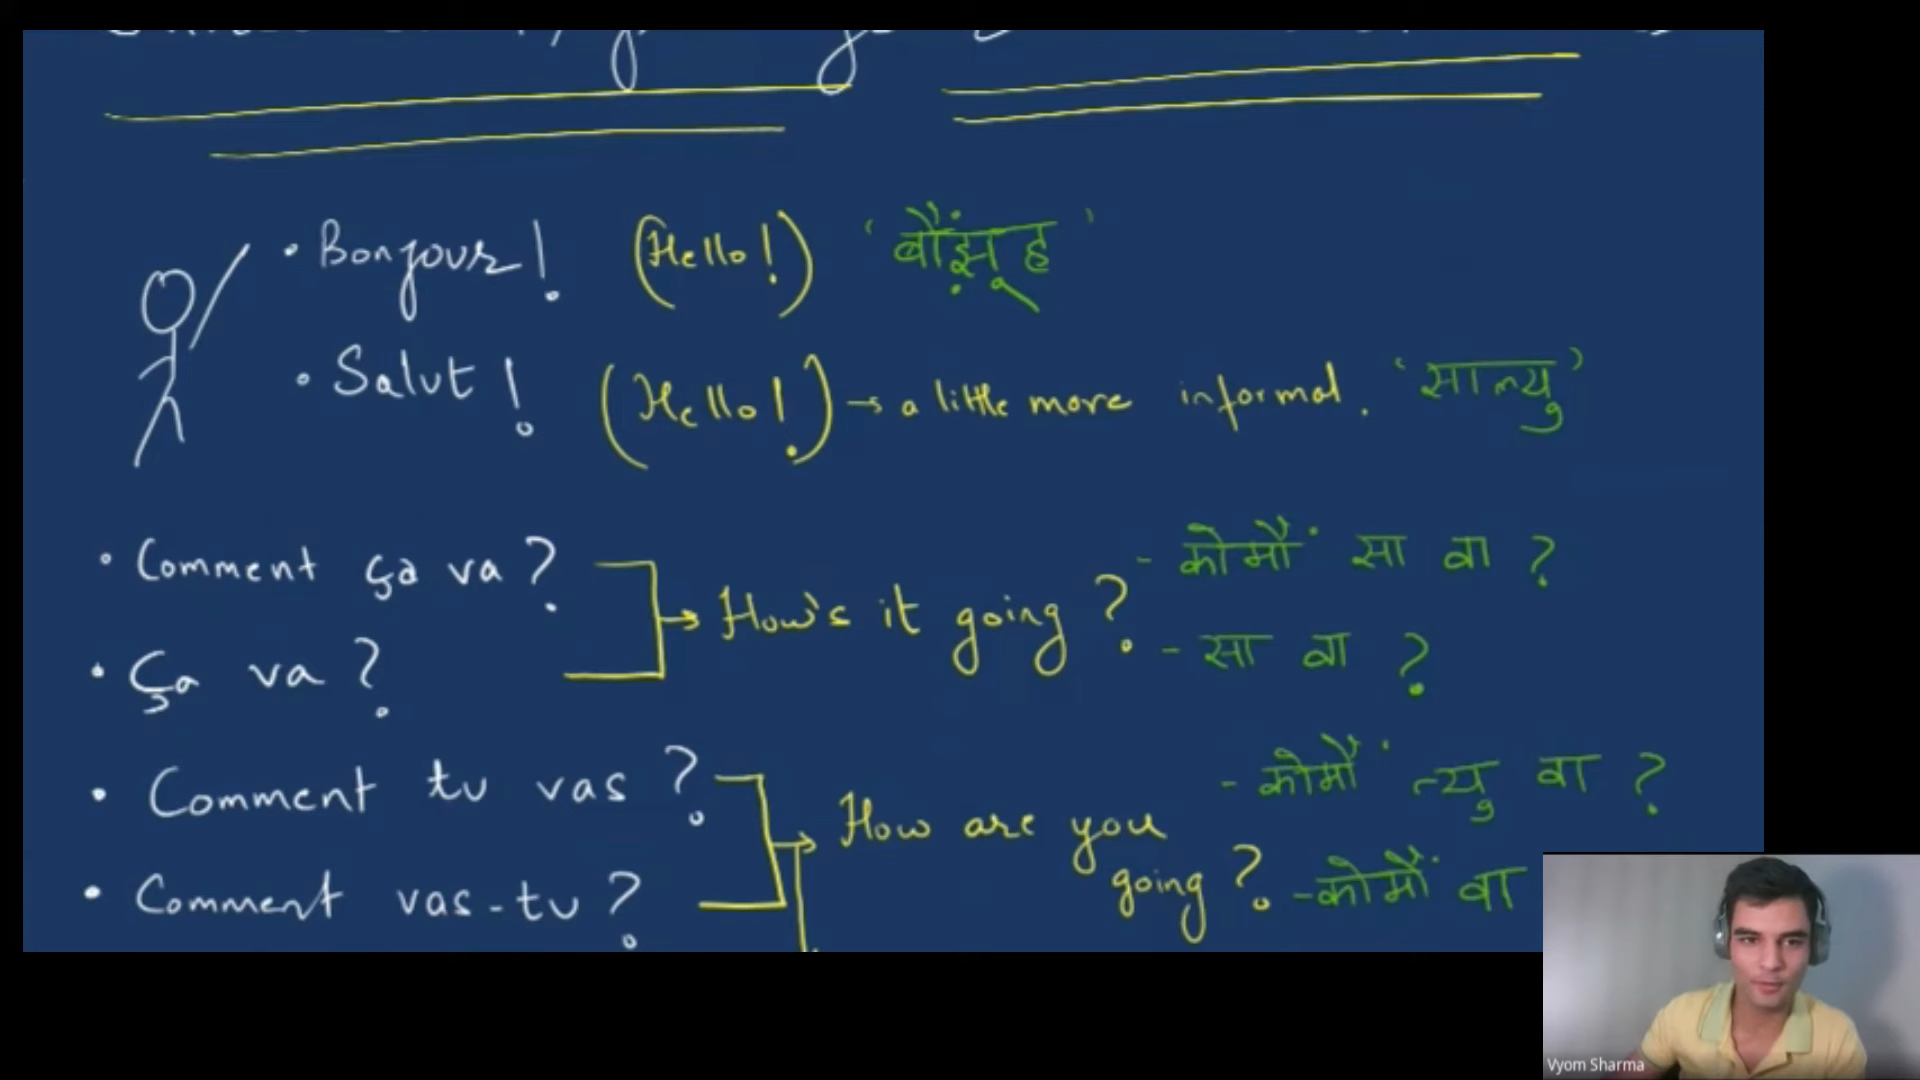 • Bonjour! (Hello!) 'बौंझ़ूह'
• Salut! (Hello!) → a little more informal. 'साल्यु'
• Comment ça va? - कोमौं सा वा ?
→ How's it going?
• Ça va? - सा वा ?
• Comment tu vas? - कोमौं त्यु वा ?
→ How are you
going?
• Comment vas-tu? - कोमौं वा
Vyom Sharma